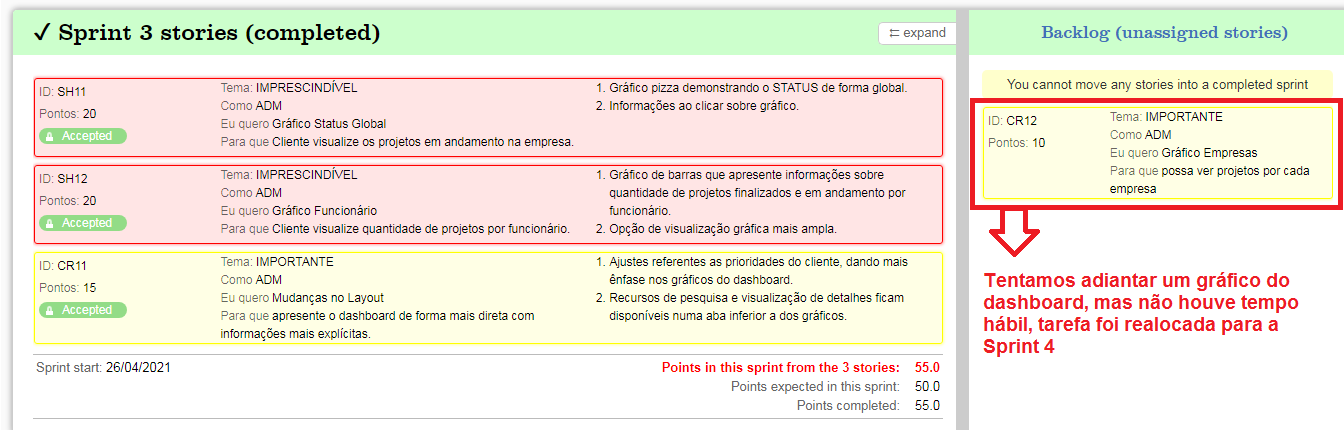 ✓ Sprint 3 stories (completed)
expand
ID: SH11
Pontos: 20
Accepted
Tema: IMPRESCINDÍVEL
Como ADM
Eu quero Gráfico Status Global
Para que Cliente visualize os projetos em andamento na empresa.
1. Gráfico pizza demonstrando o STATUS de forma global.
2. Informações ao clicar sobre gráfico.
ID: SH12
Pontos: 20
Accepted
Tema: IMPRESCINDÍVEL
Como ADM
Eu quero Gráfico Funcionário
Para que Cliente visualize quantidade de projetos por funcionário.
1. Gráfico de barras que apresente informações sobre
quantidade de projetos finalizados e em andamento por
funcionário.
2. Opção de visualização gráfica mais ampla.
ID: CR11
Pontos: 15
Accepted
Tema: IMPORTANTE
Como ADM
Eu quero Mudanças no Layout
Para que apresente o dashboard de forma mais direta com
informações mais explícitas.
1. Ajustes referentes as prioridades do cliente, dando mais
ênfase nos gráficos do dashboard.
2. Recursos de pesquisa e visualização de detalhes ficam
disponíveis numa aba inferior a dos gráficos.
Sprint start: 26/04/2021
Points in this sprint from the 3 stories: 55.0
Points expected in this sprint: 50.0
Points completed: 55.0
Backlog (unassigned stories)
You cannot move any stories into a completed sprint
ID: CR12
Pontos: 10
Tema: IMPORTANTE
Como ADM
Eu quero Gráfico Empresas
Para que possa ver projetos por cada
empresa
Tentamos adiantar um gráfico do
dashboard, mas não houve tempo
hábil, tarefa foi realocada para a
Sprint 4